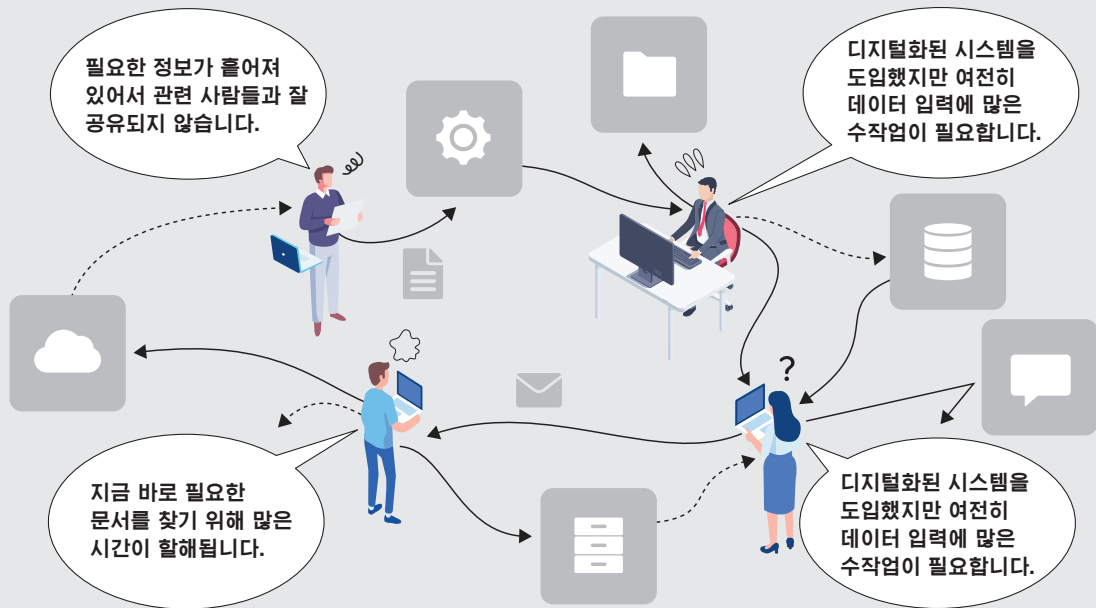 필요한 정보가 흩어져
있어서 관련 사람들과 잘
공유되지 않습니다.
디지털화된 시스템을
도입했지만 여전히
데이터 입력에 많은
수작업이 필요합니다.
?
지금 바로 필요한
문서를 찾기 위해 많은
시간이 할해됩니다.
디지털화된 시스템을
도입했지만 여전히
데이터 입력에 많은
수작업이 필요합니다.